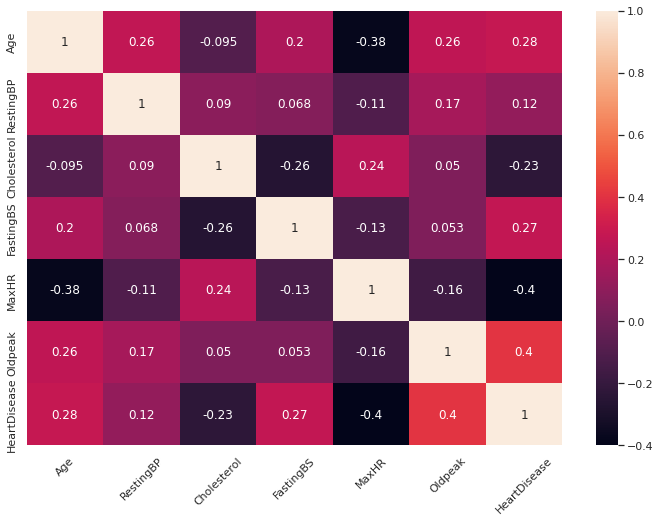 Age 1 0.26 -0.095 0.2 -0.38 0.26 0.28
RestingBP 0.26 1 0.09 0.068 -0.11 0.17 0.12
Cholesterol -0.095 0.09 1 -0.26 0.24 0.05 -0.23
FastingBS 0.2 0.068 -0.26 1 -0.13 0.053 0.27
MaxHR -0.38 -0.11 0.24 -0.13 1 -0.16 -0.4
Oldpeak 0.26 0.17 0.05 0.053 -0.16 1 0.4
HeartDisease 0.28 0.12 -0.23 0.27 -0.4 0.4 1
Age RestingBP Cholesterol FastingBS MaxHR Oldpeak HeartDisease
1.0
0.8
0.6
0.4
0.2
0.0
-0.2
-0.4